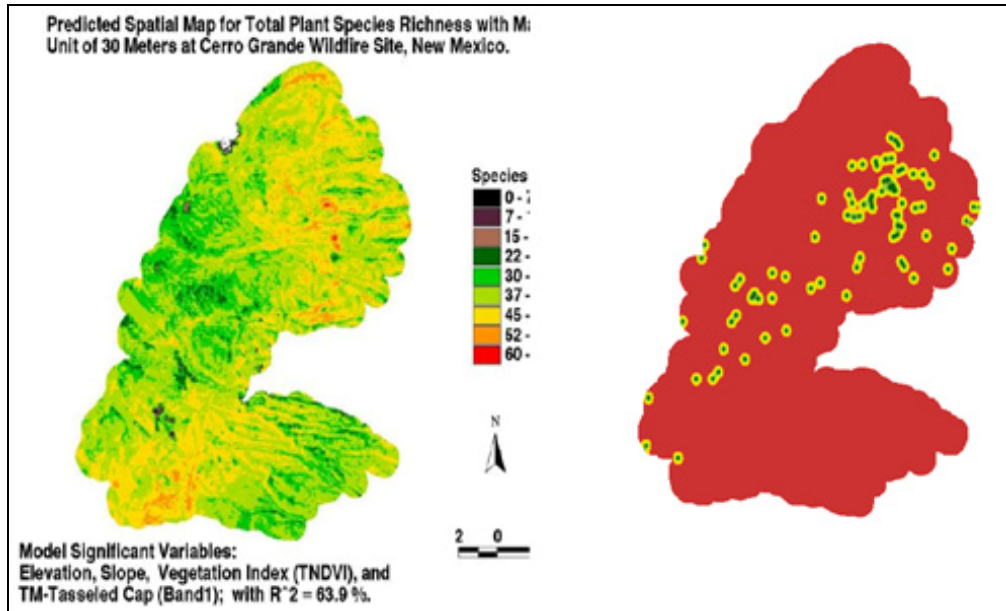 Predicted Spatial Map for Total Plant Species Richness with
Unit of 30 Meters at Cerro Grande Wildfire Site, New Mexico.
Species
0 -
7 -
15 -
22 -
30 -
37 -
45 -
52 -
60 -
N
2 0
Model Significant Variables:
Elevation, Slope, Vegetation Index (TNDVI), and
TM-Tasseled Cap (Band1); with R^2 = 63.9 %.